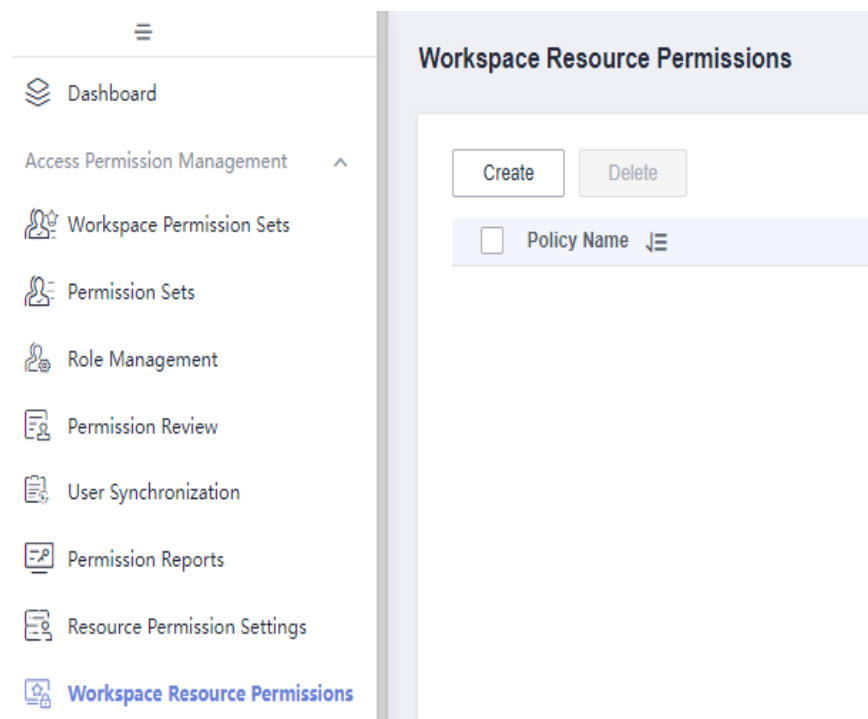 Dashboard
Access Permission Management
Workspace Permission Sets
Permission Sets
Role Management
Permission Review
User Synchronization
Permission Reports
Resource Permission Settings
Workspace Resource Permissions
Workspace Resource Permissions
Create
Delete
Policy Name